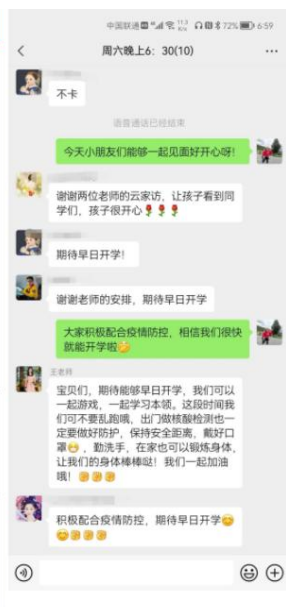 中国联通 11.3 K/s 72% 6:59
周六晚上6：30(10)
不卡
语音通话已经结束
今天小朋友们能够一起见面好开心呀!
谢谢两位老师的云家访，让孩子看到同
学们，孩子很开心
期待早日开学!
谢谢老师的安排，期待早日开学
大家积极配合疫情防控，相信我们很快
就能开学啦
王老师
宝贝们，期待能够早日开学，我们可以
一起游戏，一起学习本领。这段时间我
们可不要乱跑哦，出门做核酸检测也一
定要做好防护，保持安全距离，戴好口
罩，勤洗手，在家也可以锻炼身体，
让我们的身体棒棒哒! 我们一起加油
哦!
积极配合疫情防控，期待早日开学